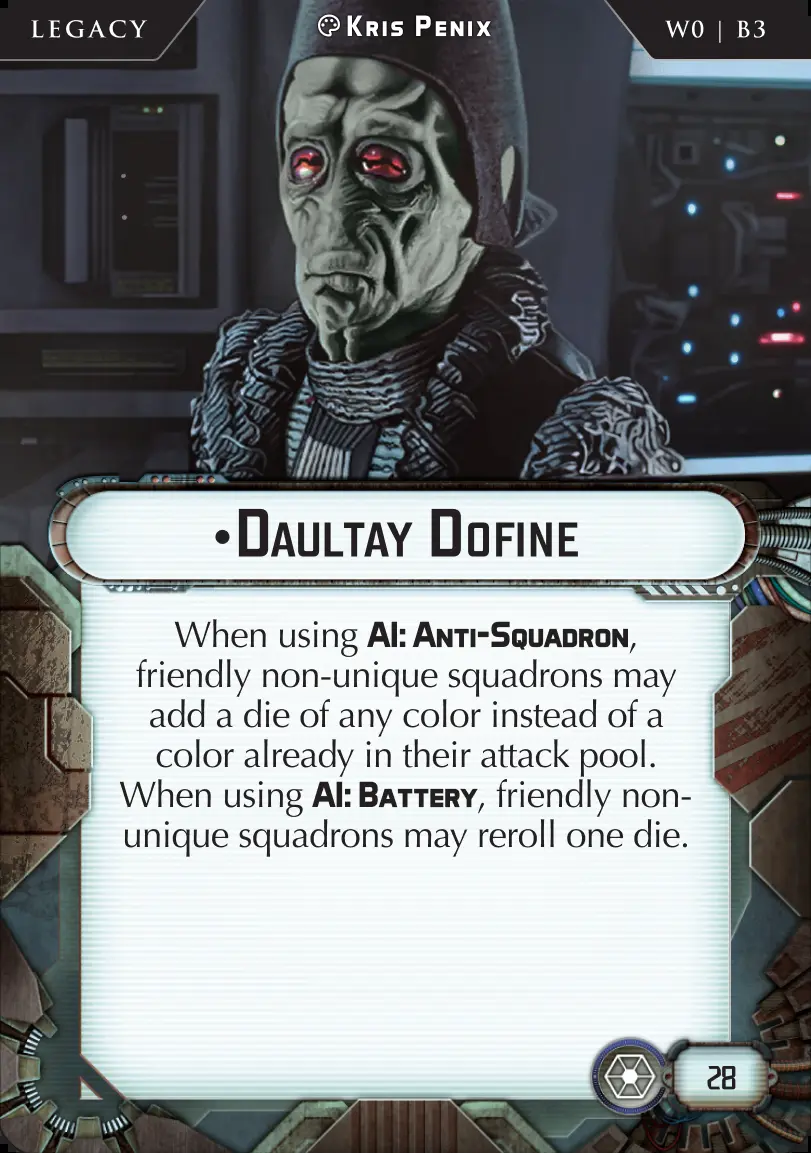 LEGACY
Kris Penix
W0 | B3
•Daultay Dofine
When using AI: Anti-Squadron,
friendly non-unique squadrons may
add a die of any color instead of a
color already in their attack pool.
When using AI: Battery, friendly non-
unique squadrons may reroll one die.
28